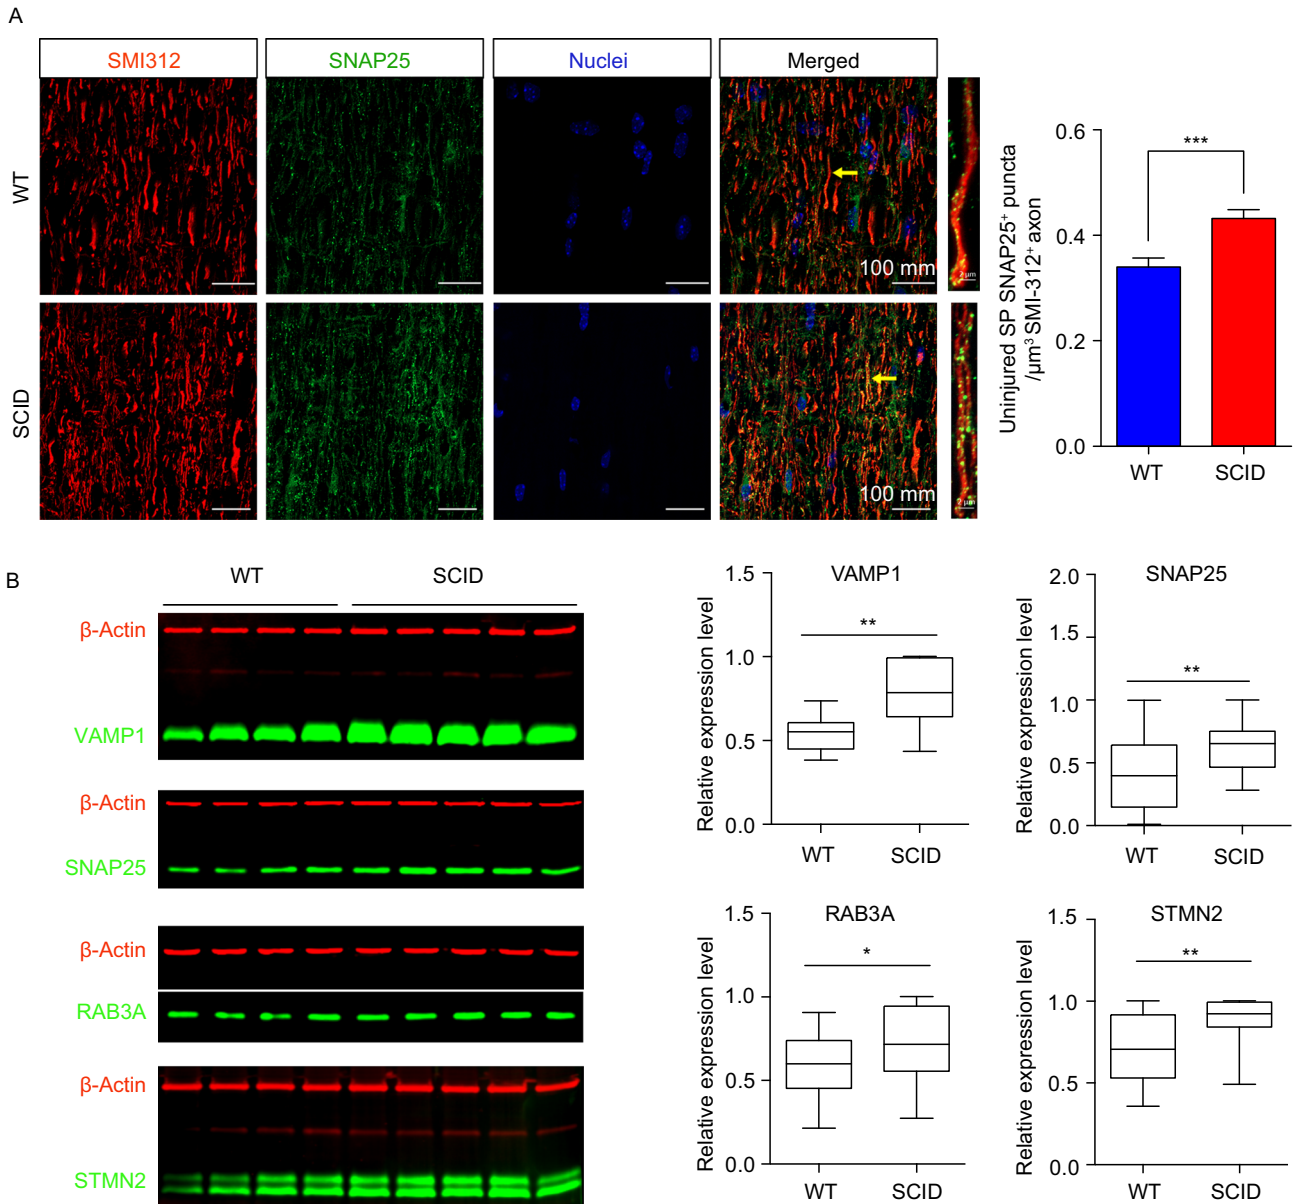 A
SMI312
SNAP25
Nuclei
Merged
WT
100 mm
2 µm
SCID
100 mm
2 µm
Uninjured SP SNAP25⁺ puncta
/µm³ SMI-312⁺ axon
0.6
0.4
0.2
0.0
***
WT
SCID
B
WT
SCID
β-Actin
VAMP1
β-Actin
SNAP25
β-Actin
RAB3A
β-Actin
STMN2
VAMP1
Relative expression level
1.5
1.0
0.5
0.0
**
WT
SCID
SNAP25
Relative expression level
2.0
1.5
1.0
0.5
0.0
**
WT
SCID
RAB3A
Relative expression level
1.5
1.0
0.5
0.0
*
WT
SCID
STMN2
Relative expression level
1.5
1.0
0.5
0.0
**
WT
SCID